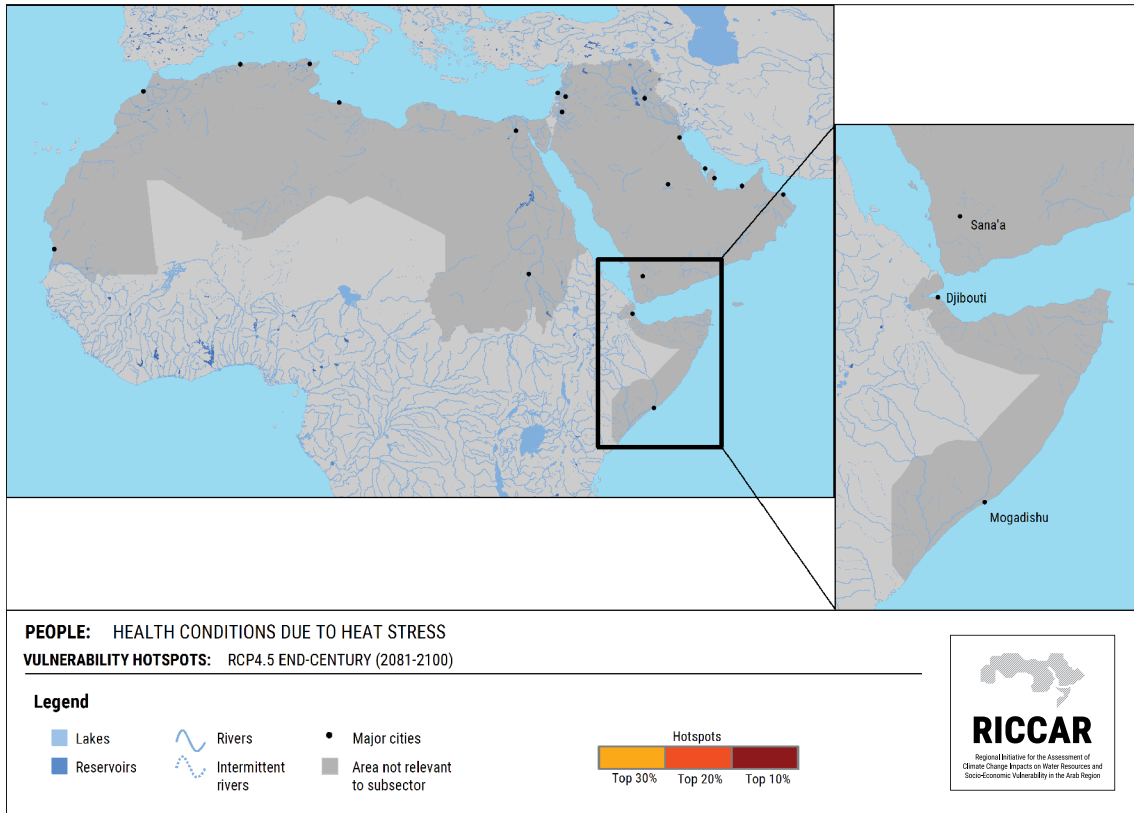 Sana'a
Djibouti
Mogadishu
PEOPLE: HEALTH CONDITIONS DUE TO HEAT STRESS
VULNERABILITY HOTSPOTS: RCP4.5 END-CENTURY (2081-2100)
Legend
Lakes
Rivers
Major cities
Reservoirs
Intermittent
rivers
Area not relevant
to subsector
Hotspots
Top 30%
Top 20%
Top 10%
RICCAR
Regional Initiative for the Assessment of
Climate Change Impacts on Water Resources and
Socio-Economic Vulnerability in the Arab Region